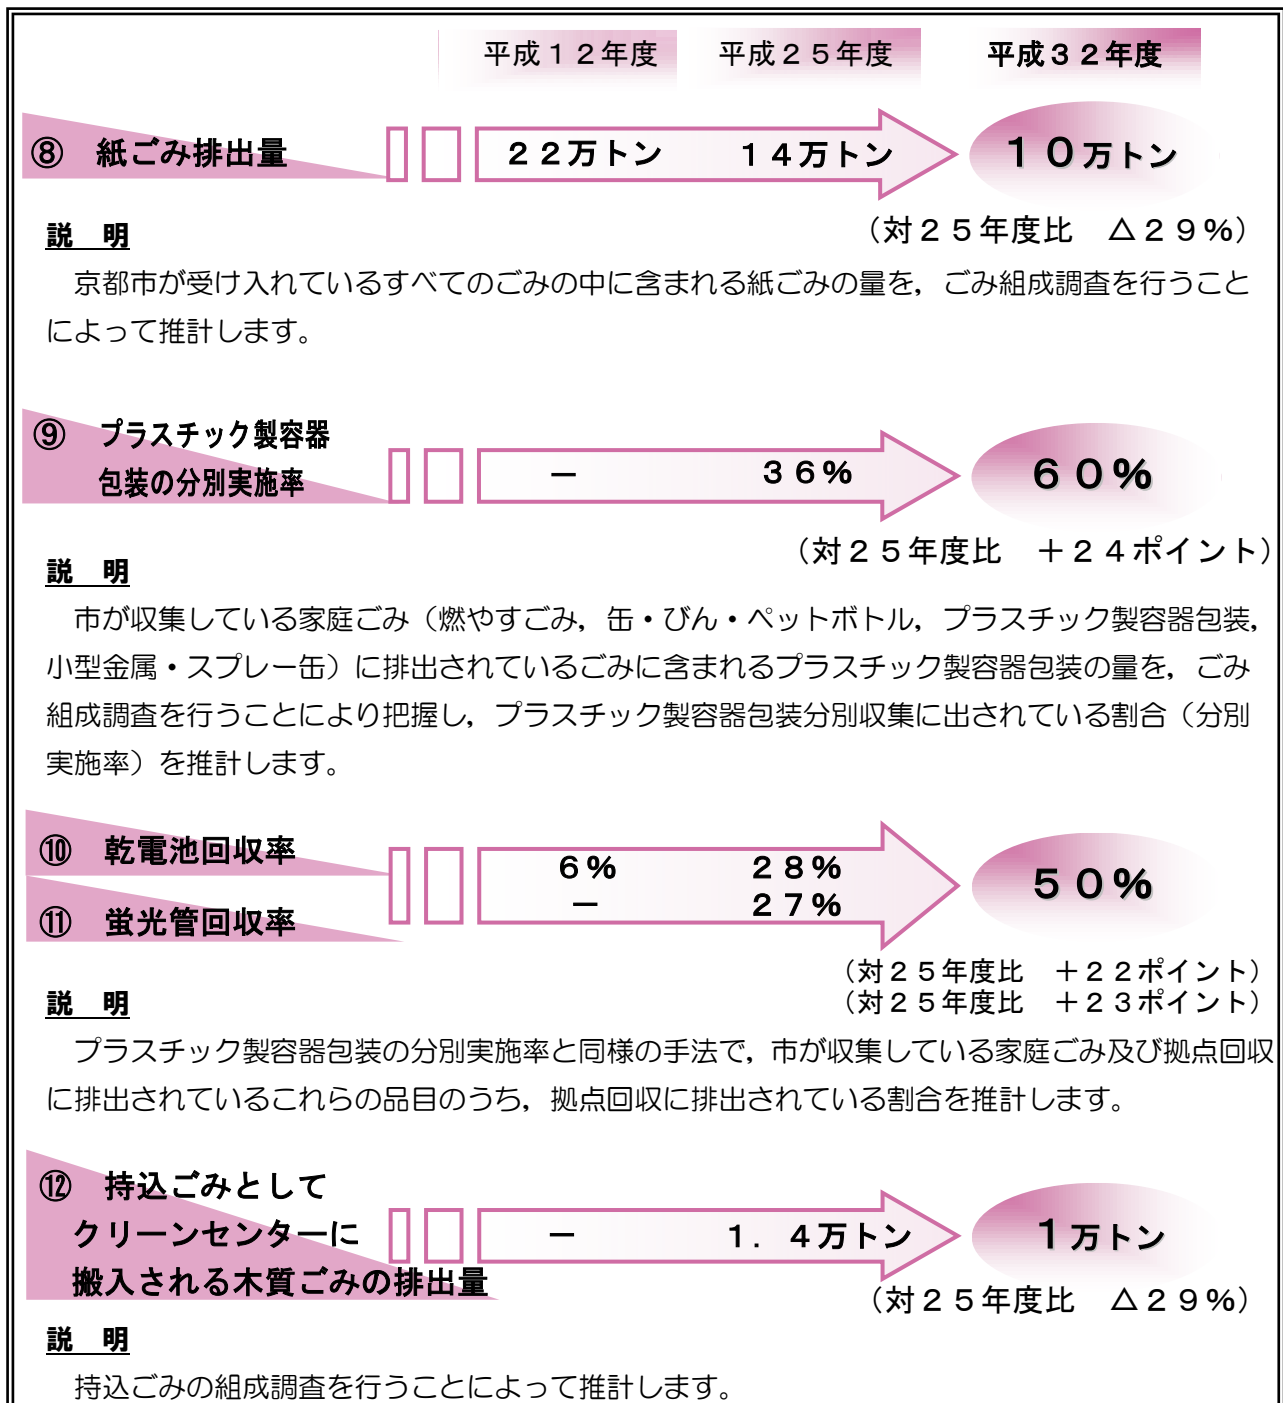 平成１２年度　平成２５年度　平成３２年度
⑧　紙ごみ排出量　２２万トン　１４万トン　１０万トン
（対２５年度比　△２９％）
説　明
京都市が受け入れているすべてのごみの中に含まれる紙ごみの量を，ごみ組成調査を行うこと
によって推計します。
⑨　プラスチック製容器
包装の分別実施率　－　３６％　６０％
（対２５年度比　＋２４ポイント）
説　明
市が収集している家庭ごみ（燃やすごみ，缶・びん・ペットボトル，プラスチック製容器包装，
小型金属・スプレー缶）に排出されているごみに含まれるプラスチック製容器包装の量を，ごみ
組成調査を行うことにより把握し，プラスチック製容器包装分別収集に出されている割合（分別
実施率）を推計します。
⑩　乾電池回収率　６％　２８％　５０％
⑪　蛍光管回収率　－　２７％
（対２５年度比　＋２２ポイント）
（対２５年度比　＋２３ポイント）
説　明
プラスチック製容器包装の分別実施率と同様の手法で，市が収集している家庭ごみ及び拠点回収
に排出されているこれらの品目のうち，拠点回収に排出されている割合を推計します。
⑫　持込ごみとして
クリーンセンターに　－　１．４万トン　１万トン
搬入される木質ごみの排出量
（対２５年度比　△２９％）
説　明
持込ごみの組成調査を行うことによって推計します。